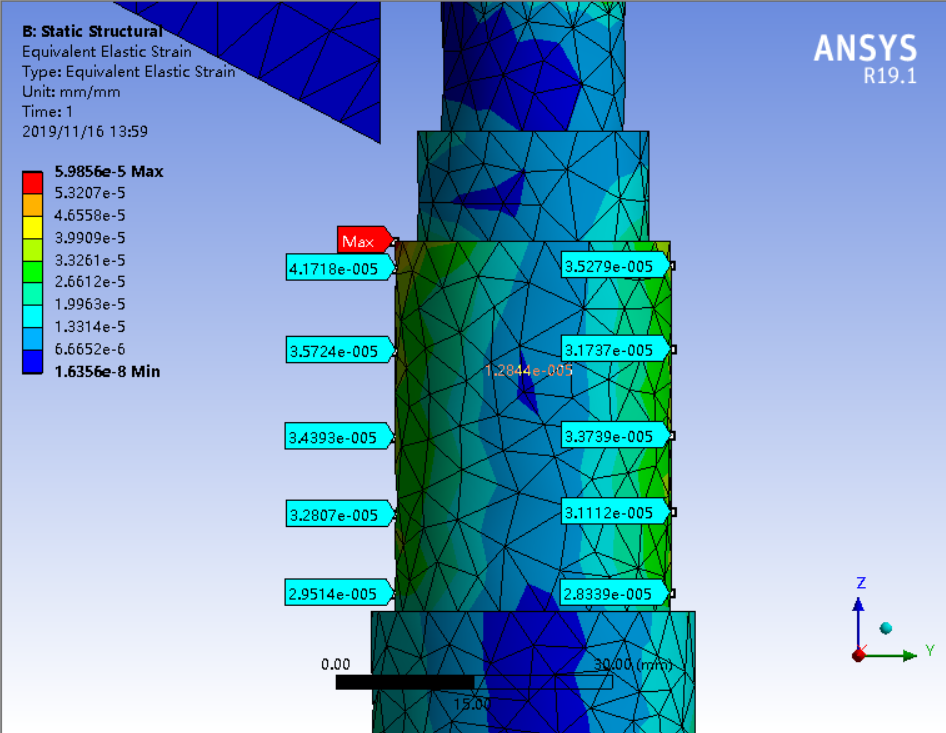 B: Static Structural
Equivalent Elastic Strain
Type: Equivalent Elastic Strain
Unit: mm/mm
Time: 1
2019/11/16 13:59
ANSYS
R19.1
5.9856e-5 Max
5.3207e-5
4.6558e-5
3.9909e-5
3.3261e-5
2.6612e-5
1.9963e-5
1.3314e-5
6.6652e-6
1.6356e-8 Min
Max
4.1718e-005
3.5279e-005
3.5724e-005
3.1737e-005
1.2844e-005
3.4393e-005
3.3739e-005
3.2807e-005
3.1112e-005
2.9514e-005
2.8339e-005
0.00
30.00 (mm)
15.00
Z
Y